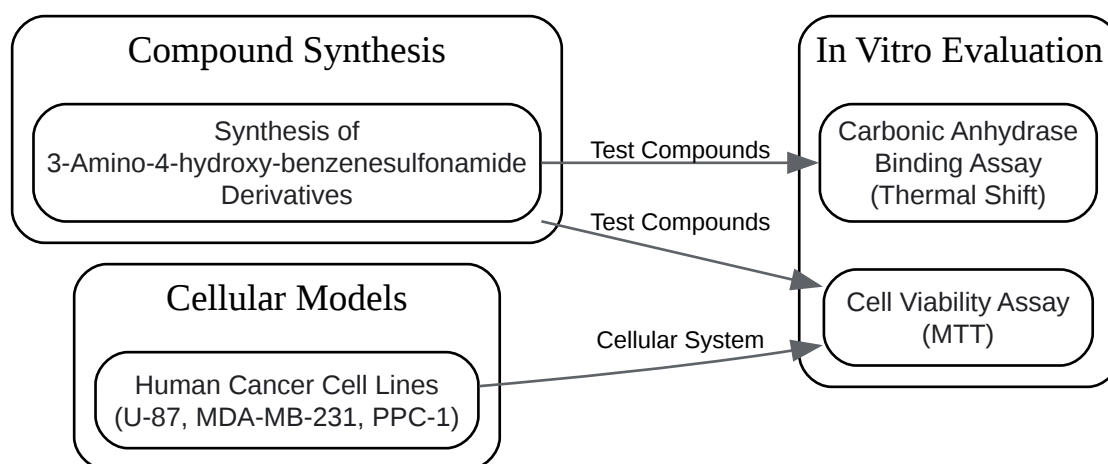 Compound Synthesis
Synthesis of
3-Amino-4-hydroxy-benzenesulfonamide
Derivatives
Test Compounds
Test Compounds
Cellular Models
Human Cancer Cell Lines
(U-87, MDA-MB-231, PPC-1)
Cellular System
In Vitro Evaluation
Carbonic Anhydrase
Binding Assay
(Thermal Shift)
Cell Viability Assay
(MTT)